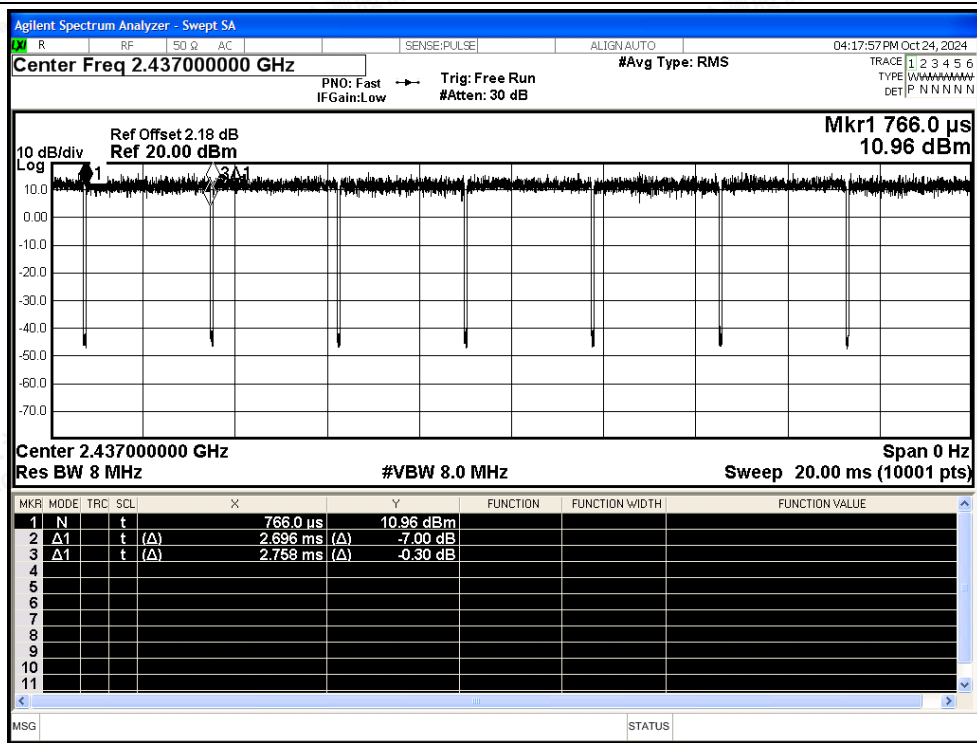 Agilent Spectrum Analyzer - Swept SA
LXI R RF 50 Ω AC SENSE:PULSE ALIGN AUTO 04:17:57 PM Oct 24, 2024
Center Freq 2.437000000 GHz #Avg Type: RMS TRACE 1 2 3 4 5 6
PNO: Fast Trig: Free Run TYPE WWWWWW
IFGain:Low #Atten: 30 dB DET P N N N N N
Ref Offset 2.18 dB Mkr1 766.0 µs
10 dB/div Ref 20.00 dBm 10.96 dBm
Log
1 3Δ1
10.0
0.00
-10.0
-20.0
-30.0
-40.0
-50.0
-60.0
-70.0
Center 2.437000000 GHz Span 0 Hz
Res BW 8 MHz #VBW 8.0 MHz Sweep 20.00 ms (10001 pts)
MKR MODE TRC SCL X Y FUNCTION FUNCTION WIDTH FUNCTION VALUE
1 N t 766.0 µs 10.96 dBm
2 Δ1 t (Δ) 2.696 ms (Δ) -7.00 dB
3 Δ1 t (Δ) 2.758 ms (Δ) -0.30 dB
4
5
6
7
8
9
10
11
MSG STATUS